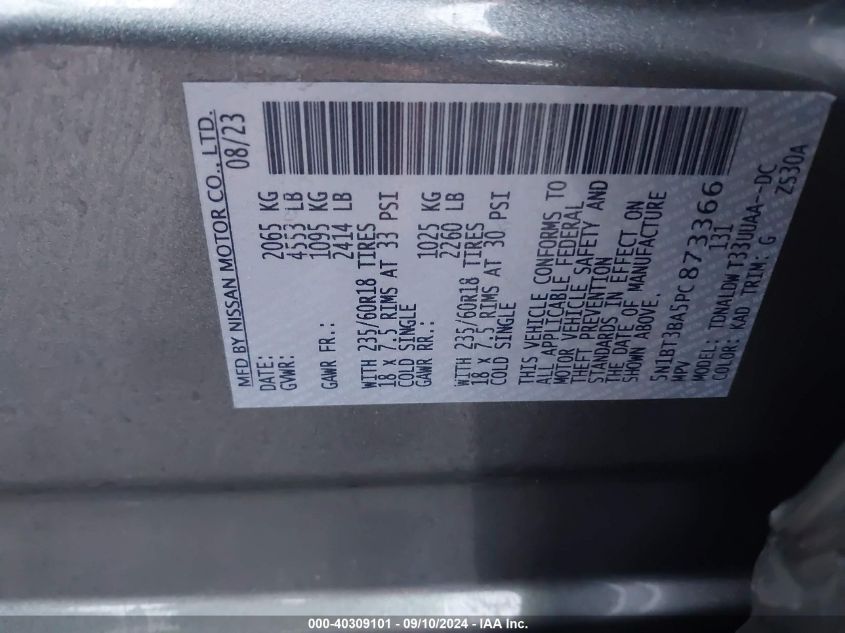 MFD BY NISSAN MOTOR CO., LTD.
DATE: 08/23
GVWR: 2065 KG
4553 LB
GAWR FR.: 1095 KG
2414 LB
WITH 235/60R18 TIRES
18 X 7.5 RIMS AT 33 PSI
COLD SINGLE
GAWR RR.: 1025 KG
2260 LB
WITH 235/60R18 TIRES
18 X 7.5 RIMS AT 30 PSI
COLD SINGLE
THIS VEHICLE CONFORMS TO
ALL APPLICABLE FEDERAL
MOTOR VEHICLE SAFETY AND
THEFT PREVENTION
STANDARDS IN EFFECT ON
THE DATE OF MANUFACTURE
SHOWN ABOVE.
5N1BT3BA5PC873366
MPV 131
MODEL: TDNALDW T33UUAA--DC
COLOR: KAD TRIM: G ZS30A
000-40309101 - 09/10/2024 - IAA Inc.